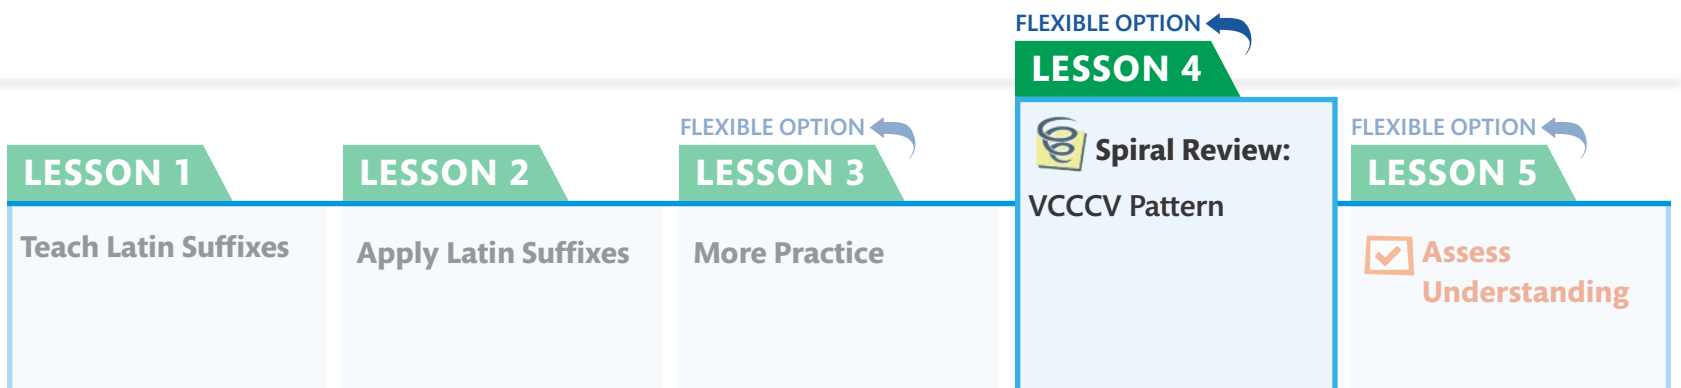 FLEXIBLE OPTION
LESSON 4
Spiral Review:
VCCCV Pattern
LESSON 1
Teach Latin Suffixes
LESSON 2
Apply Latin Suffixes
FLEXIBLE OPTION
LESSON 3
More Practice
FLEXIBLE OPTION
LESSON 5
Assess
Understanding